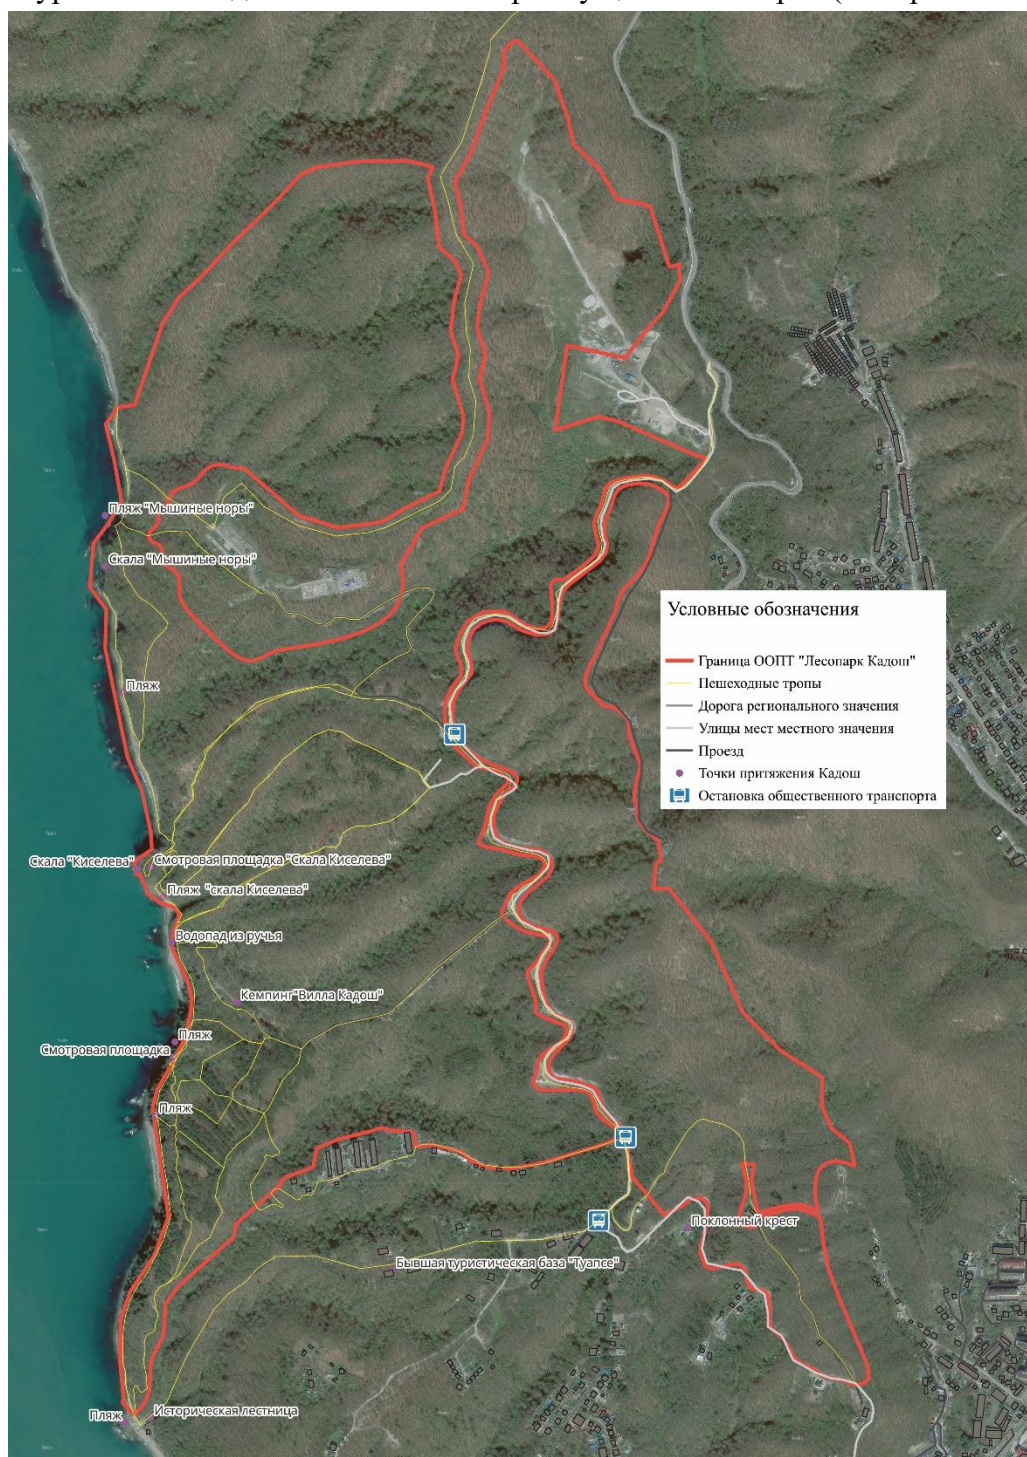 Пляж "Мышиные норы"
Скала "Мышиные норы"
Условные обозначения
Граница ООПТ "Лесопарк Кадош"
Пешеходные тропы
Дорога регионального значения
Улицы мест местного значения
Проезд
Точки притяжения Кадош
Остановка общественного транспорта
Пляж
Скала "Киселева"
Смотровая площадка "Скала Киселева"
Пляж "скала Киселева"
Водопад из ручья
Кемпинг"Вилла Кадош"
Пляж
Смотровая площадка
Пляж
Поклонный крест
Бывшая туристическая база "Туапсе"
Историческая лестница
Пляж